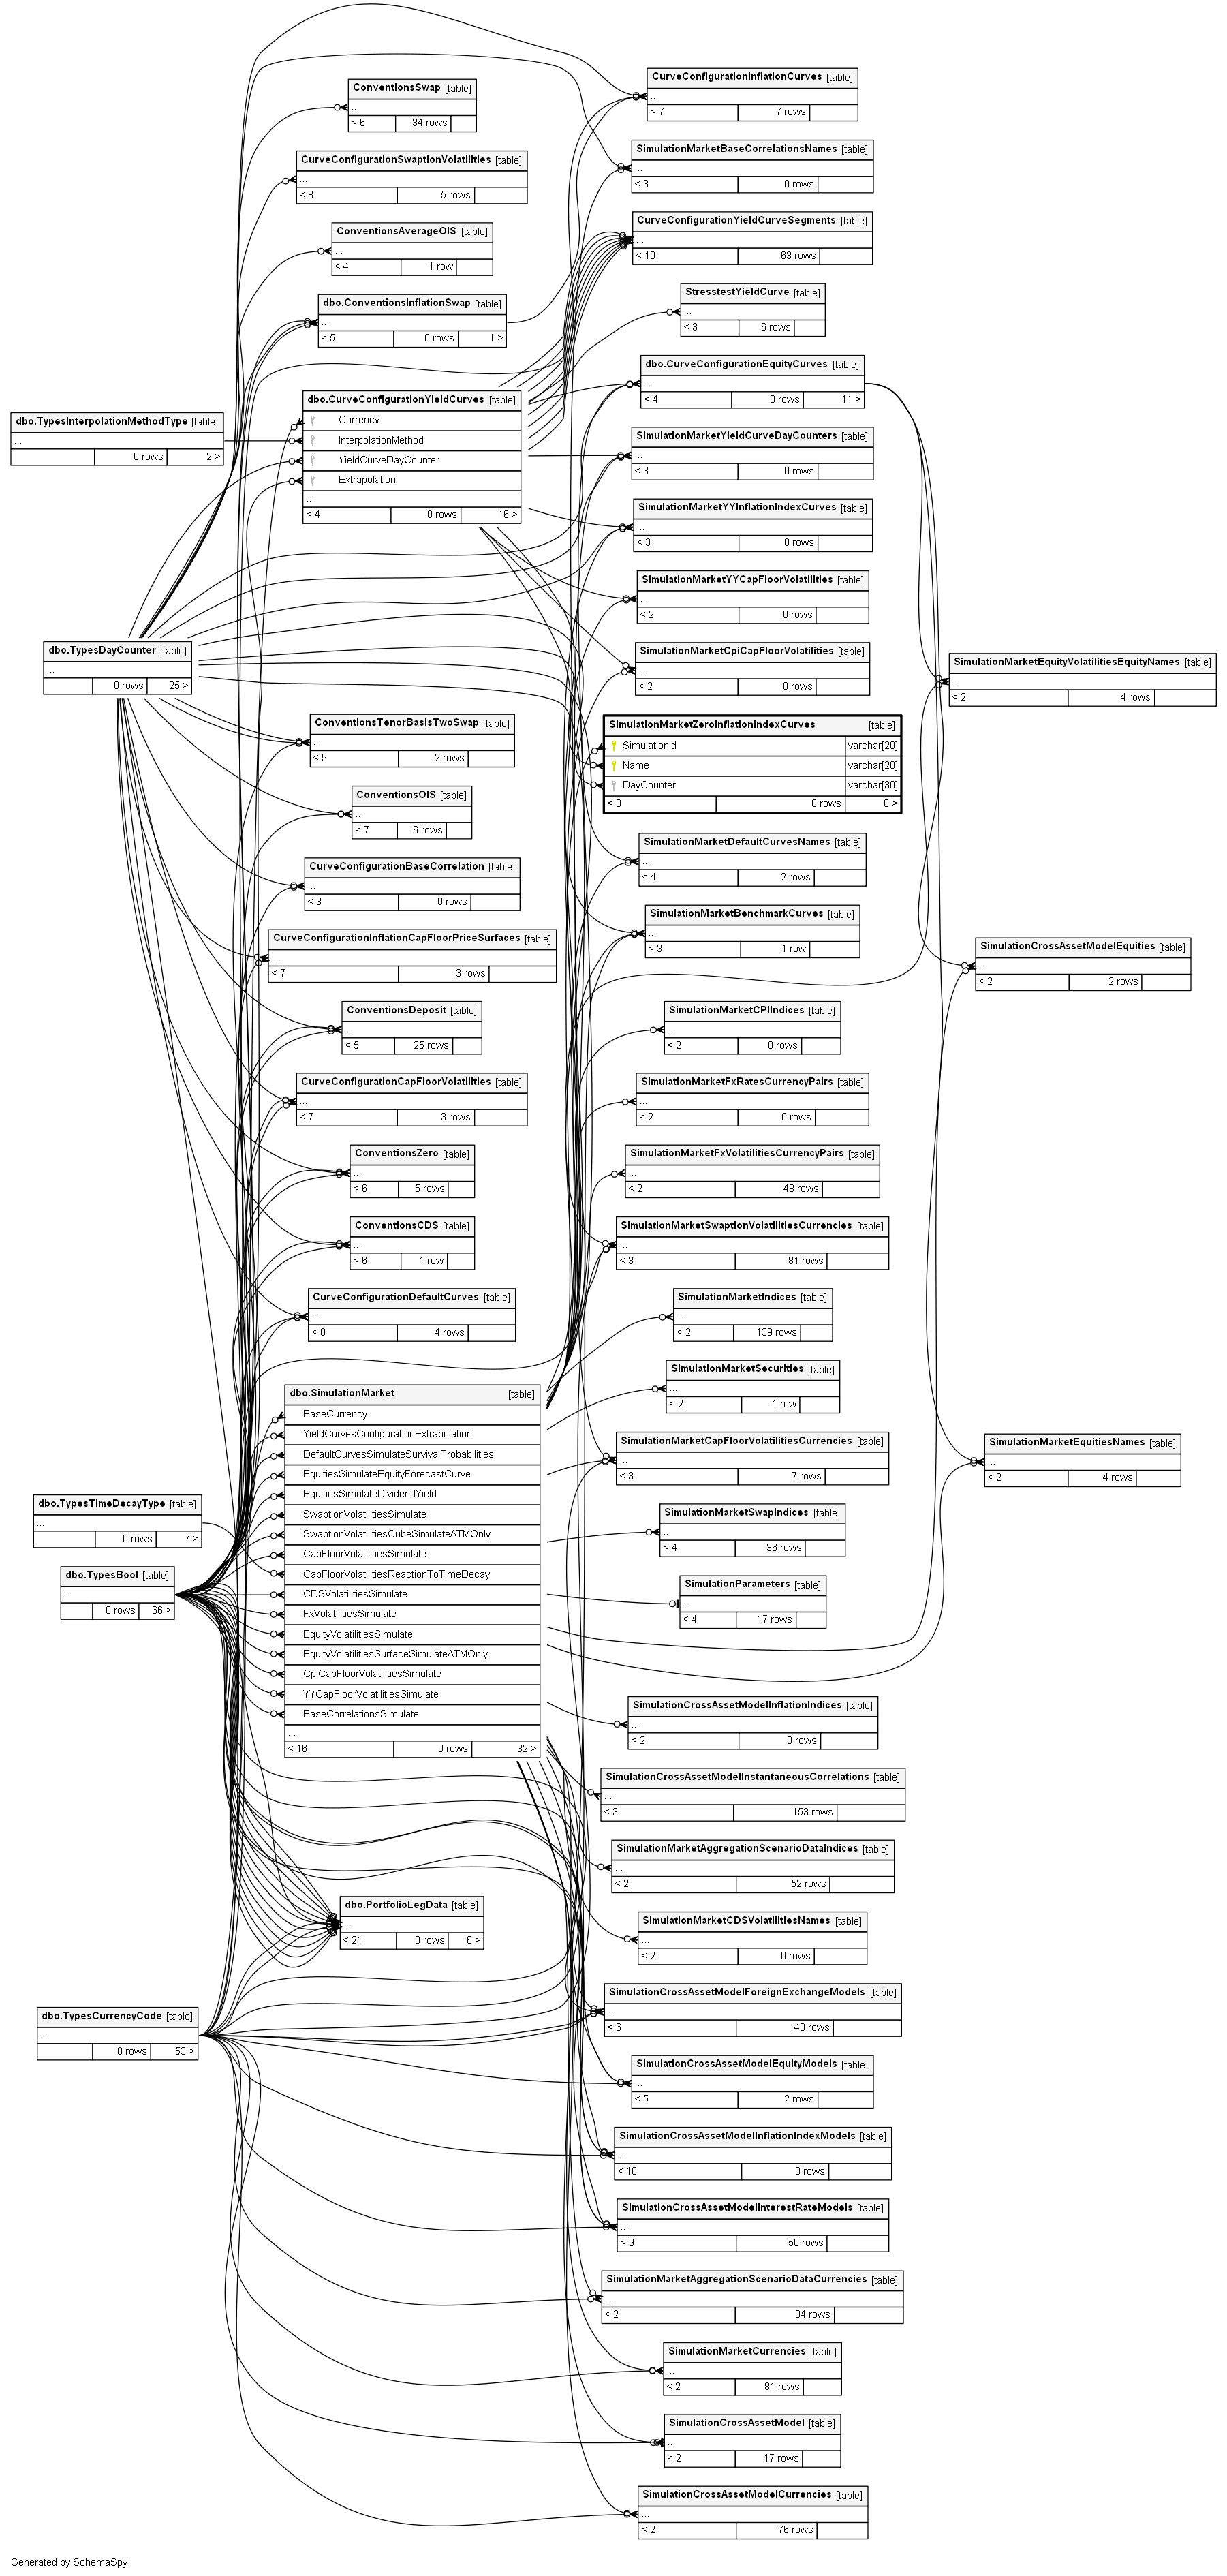 CurveConfigurationInflationCurves [table]
...
< 7 7 rows
ConventionsSwap [table]
...
< 6 34 rows
SimulationMarketBaseCorrelationsNames [table]
...
< 3 0 rows
CurveConfigurationSwaptionVolatilities [table]
...
< 8 5 rows
CurveConfigurationYieldCurveSegments [table]
...
< 10 63 rows
ConventionsAverageOIS [table]
...
< 4 1 row
StresstestYieldCurve [table]
...
< 3 6 rows
dbo.ConventionsInflationSwap [table]
...
< 5 0 rows 1 >
dbo.CurveConfigurationEquityCurves [table]
...
< 4 0 rows 11 >
dbo.CurveConfigurationYieldCurves [table]
Currency
InterpolationMethod
YieldCurveDayCounter
Extrapolation
...
< 4 0 rows 16 >
dbo.TypesInterpolationMethodType [table]
...
0 rows 2 >
SimulationMarketYieldCurveDayCounters [table]
...
< 3 0 rows
SimulationMarketYYInflationIndexCurves [table]
...
< 3 0 rows
SimulationMarketYYCapFloorVolatilities [table]
...
< 2 0 rows
dbo.TypesDayCounter [table]
...
0 rows 25 >
SimulationMarketCpiCapFloorVolatilities [table]
...
< 2 0 rows
SimulationMarketEquityVolatilitiesEquityNames [table]
...
< 2 4 rows
ConventionsTenorBasisTwoSwap [table]
...
< 9 2 rows
SimulationMarketZeroInflationIndexCurves [table]
SimulationId varchar[20]
Name varchar[20]
DayCounter varchar[30]
< 3 0 rows 0 >
ConventionsOIS [table]
...
< 7 6 rows
SimulationMarketDefaultCurvesNames [table]
...
< 4 2 rows
CurveConfigurationBaseCorrelation [table]
...
< 3 0 rows
SimulationMarketBenchmarkCurves [table]
...
< 3 1 row
CurveConfigurationInflationCapFloorPriceSurfaces [table]
...
< 7 3 rows
SimulationCrossAssetModelEquities [table]
...
< 2 2 rows
ConventionsDeposit [table]
...
< 5 25 rows
SimulationMarketCPIIndices [table]
...
< 2 0 rows
CurveConfigurationCapFloorVolatilities [table]
...
< 7 3 rows
SimulationMarketFxRatesCurrencyPairs [table]
...
< 2 0 rows
ConventionsZero [table]
...
< 6 5 rows
SimulationMarketFxVolatilitiesCurrencyPairs [table]
...
< 2 48 rows
ConventionsCDS [table]
...
< 6 1 row
SimulationMarketSwaptionVolatilitiesCurrencies [table]
...
< 3 81 rows
CurveConfigurationDefaultCurves [table]
...
< 8 4 rows
SimulationMarketIndices [table]
...
< 2 139 rows
SimulationMarketSecurities [table]
...
< 2 1 row
dbo.SimulationMarket [table]
BaseCurrency
YieldCurvesConfigurationExtrapolation
DefaultCurvesSimulateSurvivalProbabilities
EquitiesSimulateEquityForecastCurve
EquitiesSimulateDividendYield
SwaptionVolatilitiesSimulate
SwaptionVolatilitiesCubeSimulateATMOnly
CapFloorVolatilitiesSimulate
CapFloorVolatilitiesReactionToTimeDecay
CDSVolatilitiesSimulate
FxVolatilitiesSimulate
EquityVolatilitiesSimulate
EquityVolatilitiesSurfaceSimulateATMOnly
CpiCapFloorVolatilitiesSimulate
YYCapFloorVolatilitiesSimulate
BaseCorrelationsSimulate
...
< 16 0 rows 32 >
SimulationMarketCapFloorVolatilitiesCurrencies [table]
...
< 3 7 rows
SimulationMarketEquitiesNames [table]
...
< 2 4 rows
dbo.TypesTimeDecayType [table]
...
0 rows 7 >
SimulationMarketSwapIndices [table]
...
< 4 36 rows
dbo.TypesBool [table]
...
0 rows 66 >
SimulationParameters [table]
...
< 4 17 rows
SimulationCrossAssetModelInflationIndices [table]
...
< 2 0 rows
SimulationCrossAssetModelInstantaneousCorrelations [table]
...
< 3 153 rows
SimulationMarketAggregationScenarioDataIndices [table]
...
< 2 52 rows
dbo.PortfolioLegData [table]
...
< 21 0 rows 6 >
SimulationMarketCDSVolatilitiesNames [table]
...
< 2 0 rows
SimulationCrossAssetModelForeignExchangeModels [table]
...
< 6 48 rows
dbo.TypesCurrencyCode [table]
...
0 rows 53 >
SimulationCrossAssetModelEquityModels [table]
...
< 5 2 rows
SimulationCrossAssetModelInflationIndexModels [table]
...
< 10 0 rows
SimulationCrossAssetModelInterestRateModels [table]
...
< 9 50 rows
SimulationMarketAggregationScenarioDataCurrencies [table]
...
< 2 34 rows
SimulationMarketCurrencies [table]
...
< 2 81 rows
SimulationCrossAssetModel [table]
...
< 2 17 rows
SimulationCrossAssetModelCurrencies [table]
...
< 2 76 rows
Generated by SchemaSpy